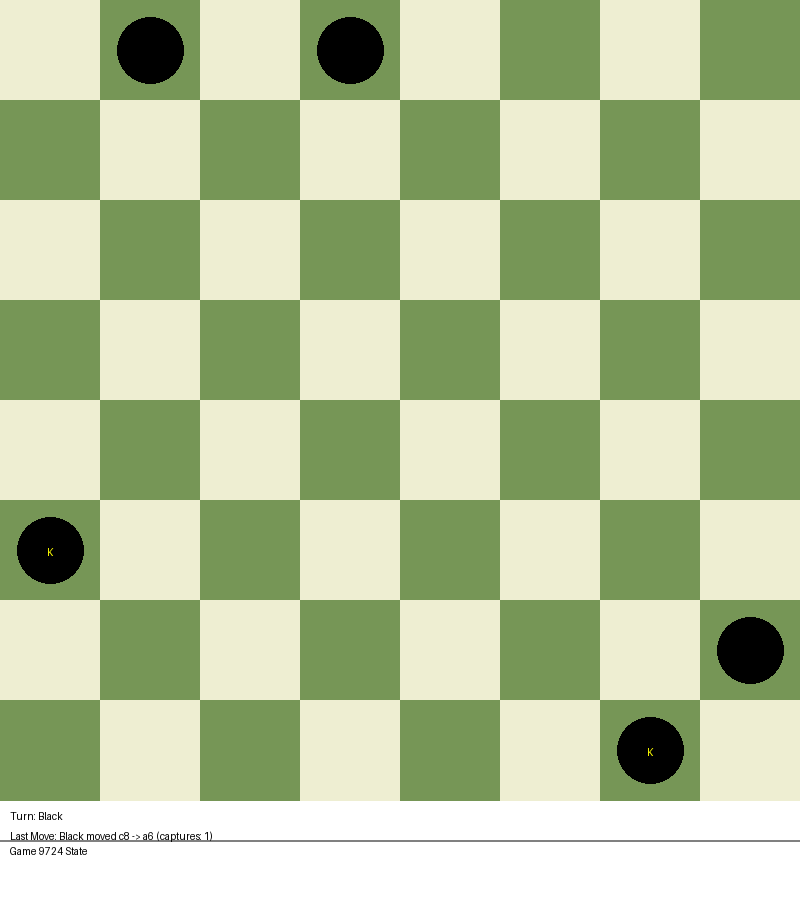 K
K
Turn: Black
Last Move: Black moved c8 -> a6 (captures: 1)
Game 9724 State